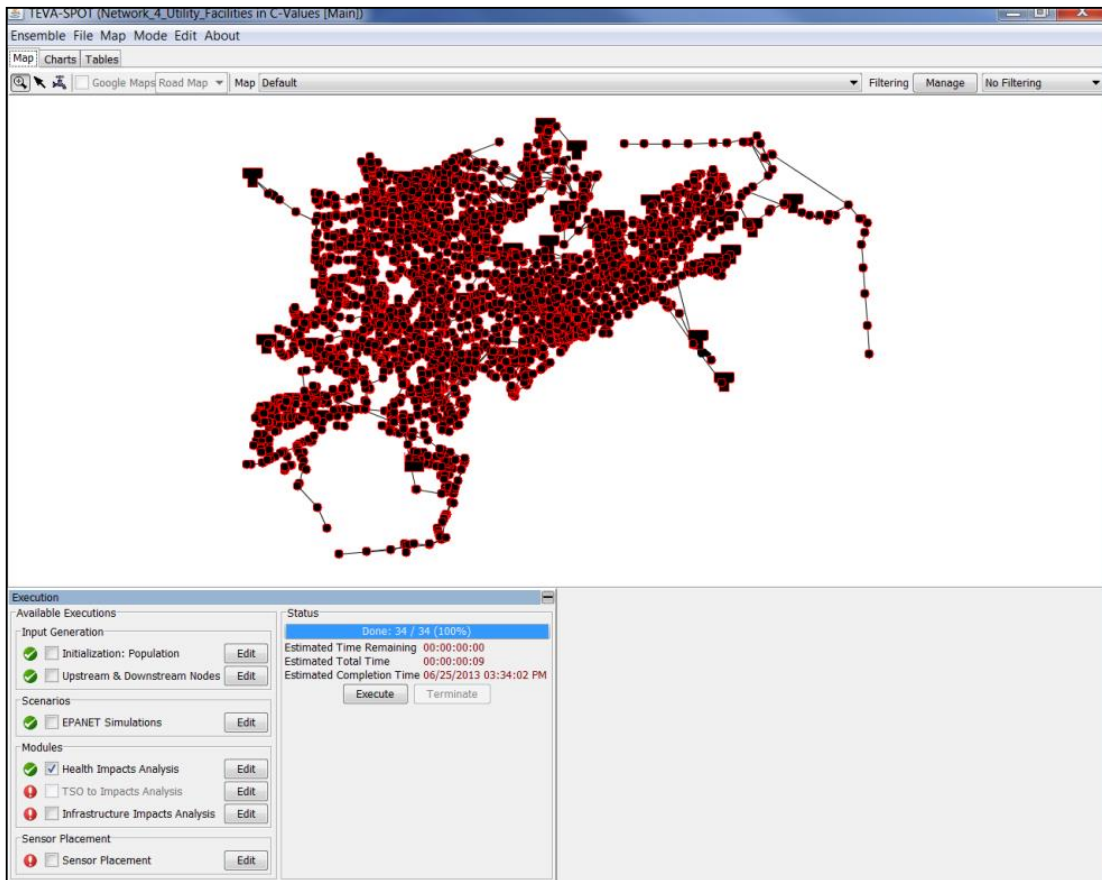 TEVA-SPOT (Network_4_Utility_Facilities in C-Values [Main])
Ensemble File Map Mode Edit About
Map Charts Tables
Google Maps Road Map Map Default Filtering Manage No Filtering
Execution
Available Executions
Input Generation
Initialization: Population Edit
Upstream & Downstream Nodes Edit
Scenarios
EPANET Simulations Edit
Modules
Health Impacts Analysis Edit
TSO to Impacts Analysis Edit
Infrastructure Impacts Analysis Edit
Sensor Placement
Sensor Placement Edit
Status
Done: 34 / 34 (100%)
Estimated Time Remaining 00:00:00:00
Estimated Total Time 00:00:00:09
Estimated Completion Time 06/25/2013 03:34:02 PM
Execute Terminate